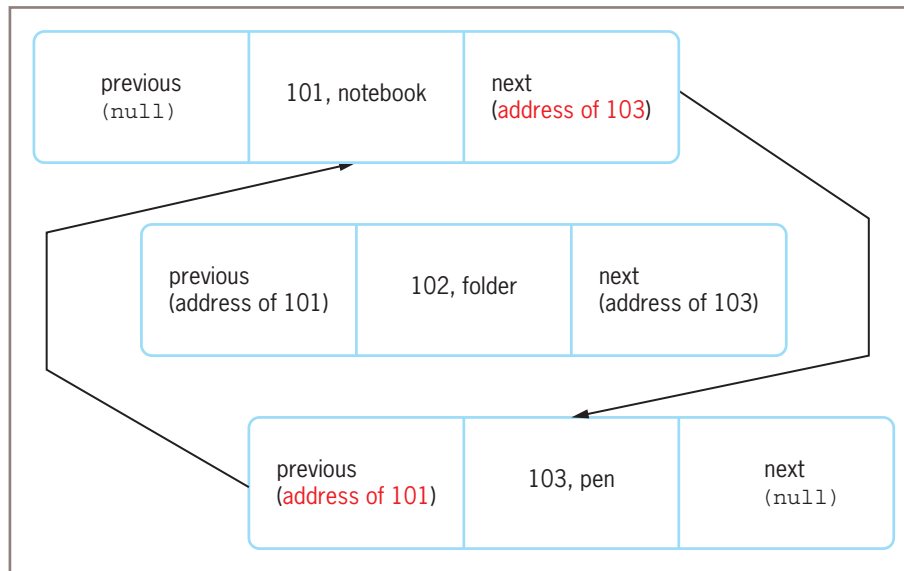 previous
(null)
101, notebook
next
(address of 103)
previous
(address of 101)
102, folder
next
(address of 103)
previous
(address of 101)
103, pen
next
(null)